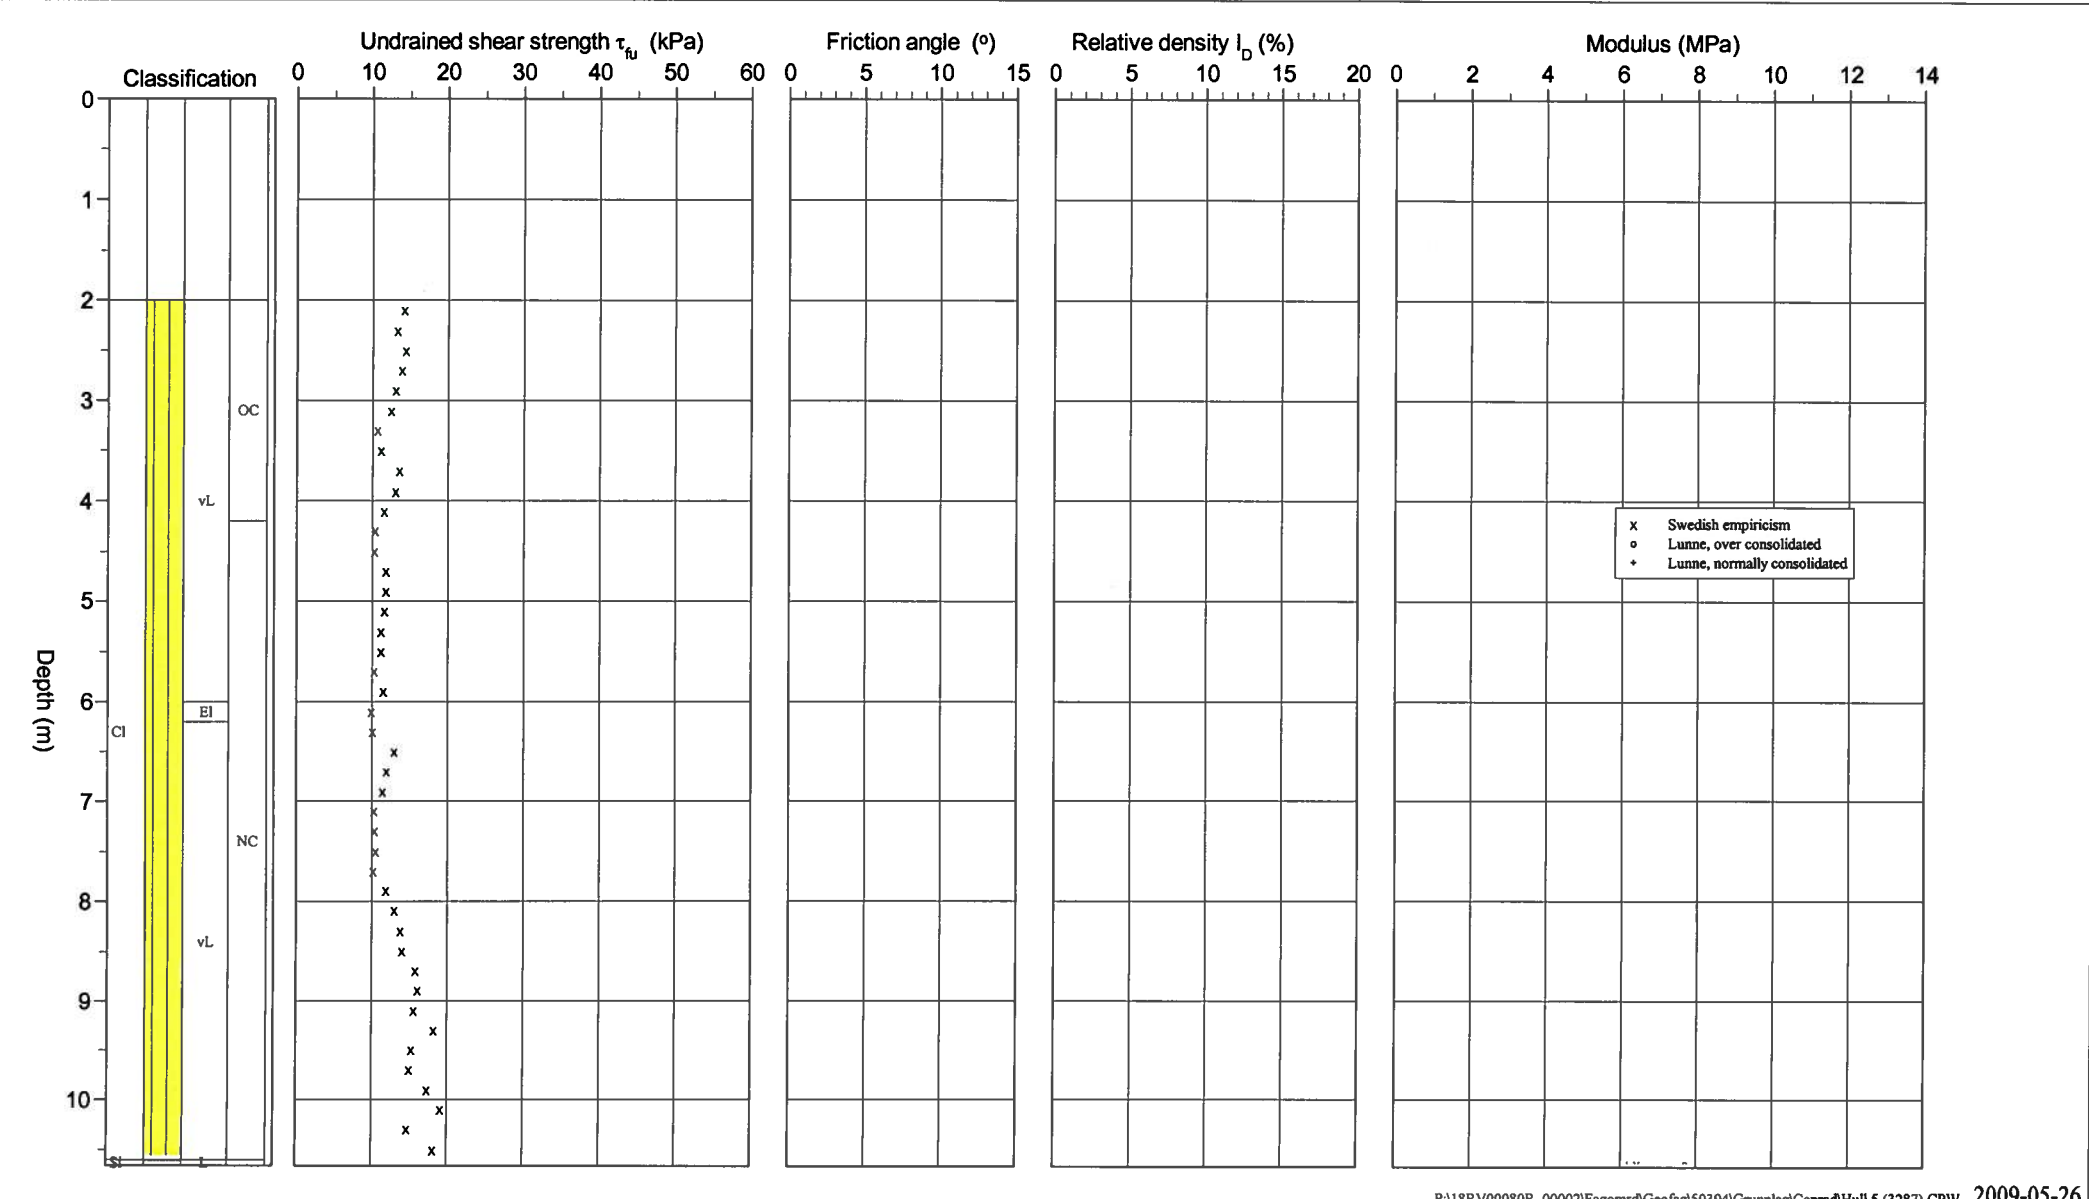 Undrained shear strength τfu (kPa) Friction angle (º) Relative density ID (%) Modulus (MPa)
Classification
0 10 20 30 40 50 60 0 5 10 15 0 5 10 15 20 0 2 4 6 8 10 12 14
0
1
2
3
OC
4
vL
x Swedish empiricism
o Lunne, over consolidated
+ Lunne, normally consolidated
5
Depth (m)
6
El
Cl
7
NC
8
vL
9
10
Si L
2009-05-26